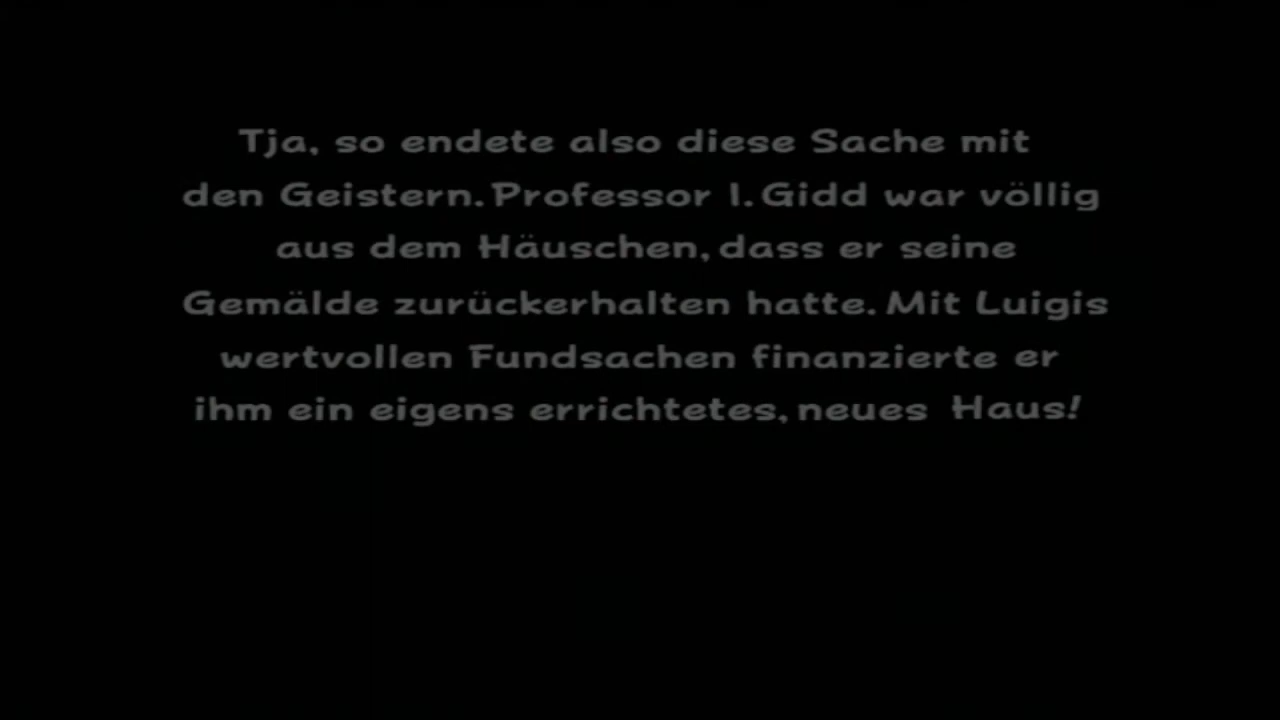 Tja, so endete also diese Sache mit
den Geistern. Professor I. Gidd war völlig
aus dem Häuschen, dass er seine
Gemälde zurückerhalten hatte. Mit Luigis
wertvollen Fundsachen finanzierte er
ihm ein eigens errichtetes, neues Haus!